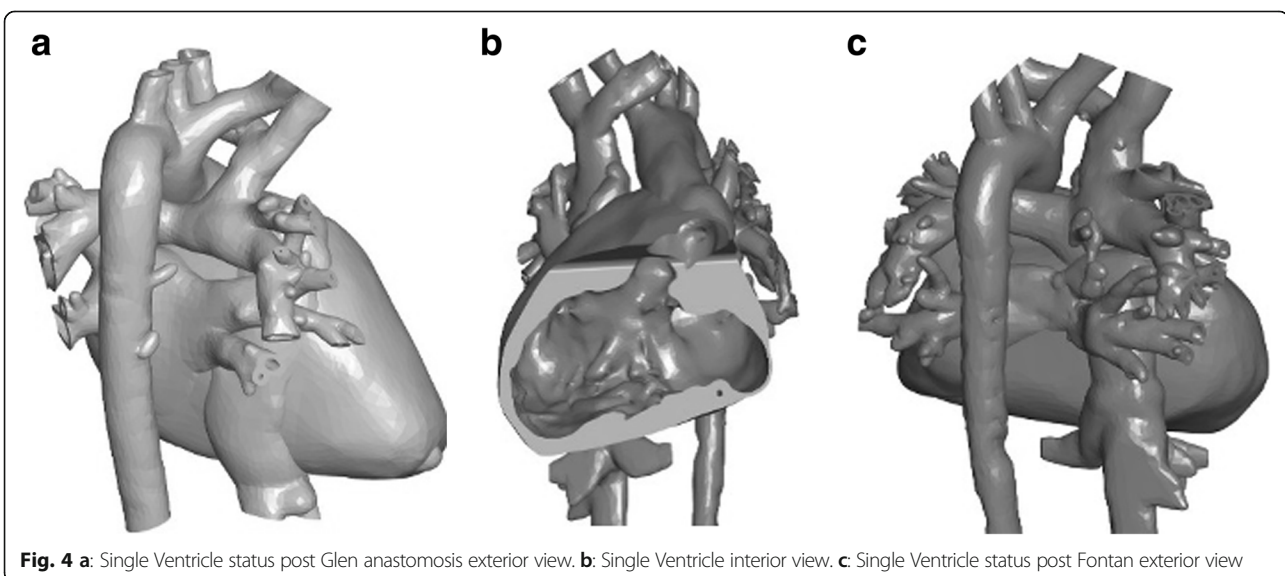 a
b
c
Fig. 4 a: Single Ventricle status post Glen anastomosis exterior view. b: Single Ventricle interior view. c: Single Ventricle status post Fontan exterior view